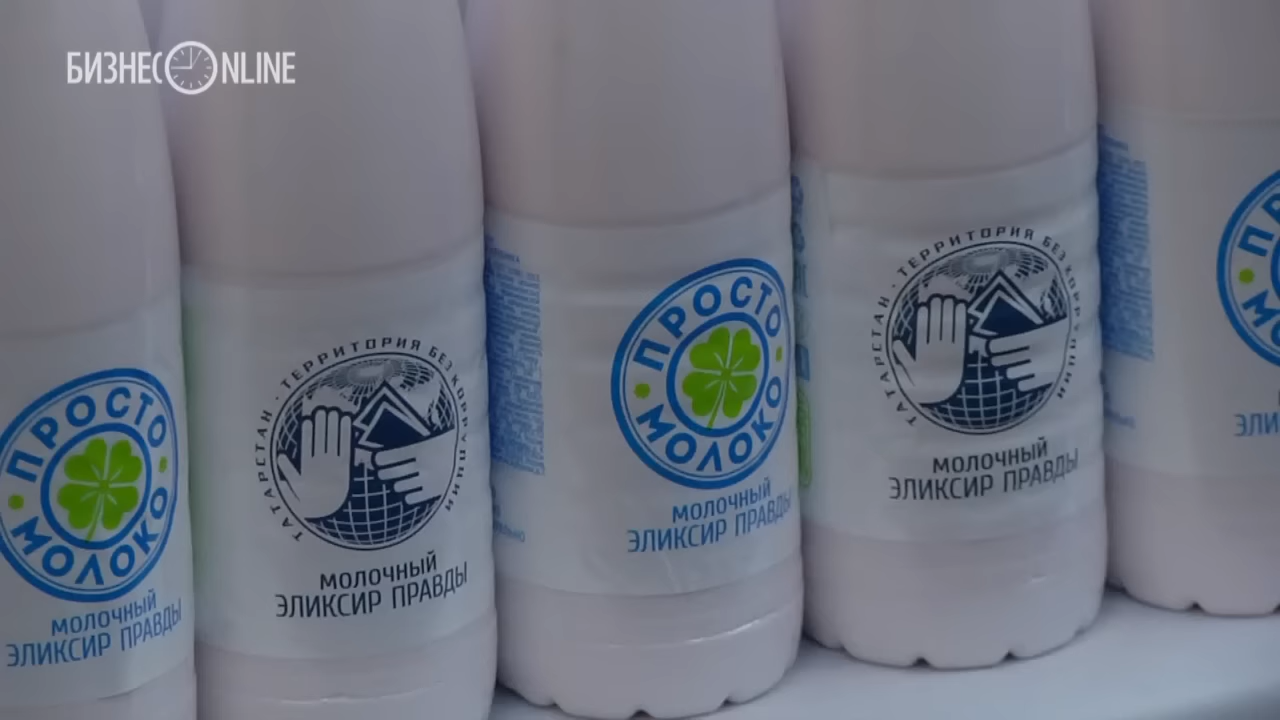 БИЗНЕС ONLINE
ПРОСТО
МОЛОКО
МОЛОЧНЫЙ
ЭЛИКСИР ПРАВДЫ
ТАТАРСТАН · ТЕРРИТОРИЯ БЕЗ КОРРУПЦИИ
МОЛОЧНЫЙ
ЭЛИКСИР ПРАВДЫ
ПРОСТО
МОЛОКО
МОЛОЧНЫЙ
ЭЛИКСИР ПРАВДЫ
ТАТАРСТАН · ТЕРРИТОРИЯ БЕЗ КОРРУПЦИИ
МОЛОЧНЫЙ
ЭЛИКСИР ПРАВДЫ